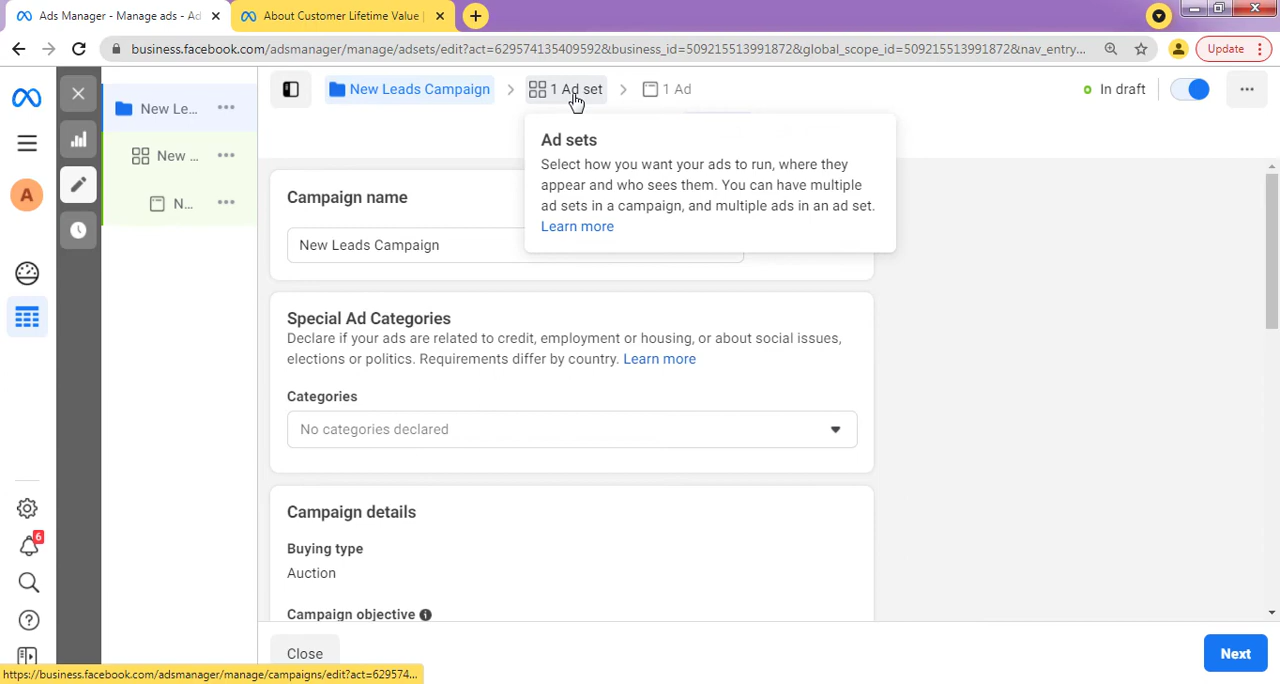 Ads Manager - Manage ads - Ad
About Customer Lifetime Value
business.facebook.com/adsmanager/manage/adsets/edit?act=629574135409592&business_id=509215513991872&global_scope_id=509215513991872&nav_entry...
Update
New Leads Campaign
1 Ad set
1 Ad
In draft
New Le...
New ...
N...
A
6
Ad sets
Select how you want your ads to run, where they
appear and who sees them. You can have multiple
ad sets in a campaign, and multiple ads in an ad set.
Learn more
Campaign name
New Leads Campaign
Special Ad Categories
Declare if your ads are related to credit, employment or housing, or about social issues,
elections or politics. Requirements differ by country. Learn more
Categories
No categories declared
Campaign details
Buying type
Auction
Campaign objective
Close
Next
https://business.facebook.com/adsmanager/manage/campaigns/edit?act=629574...